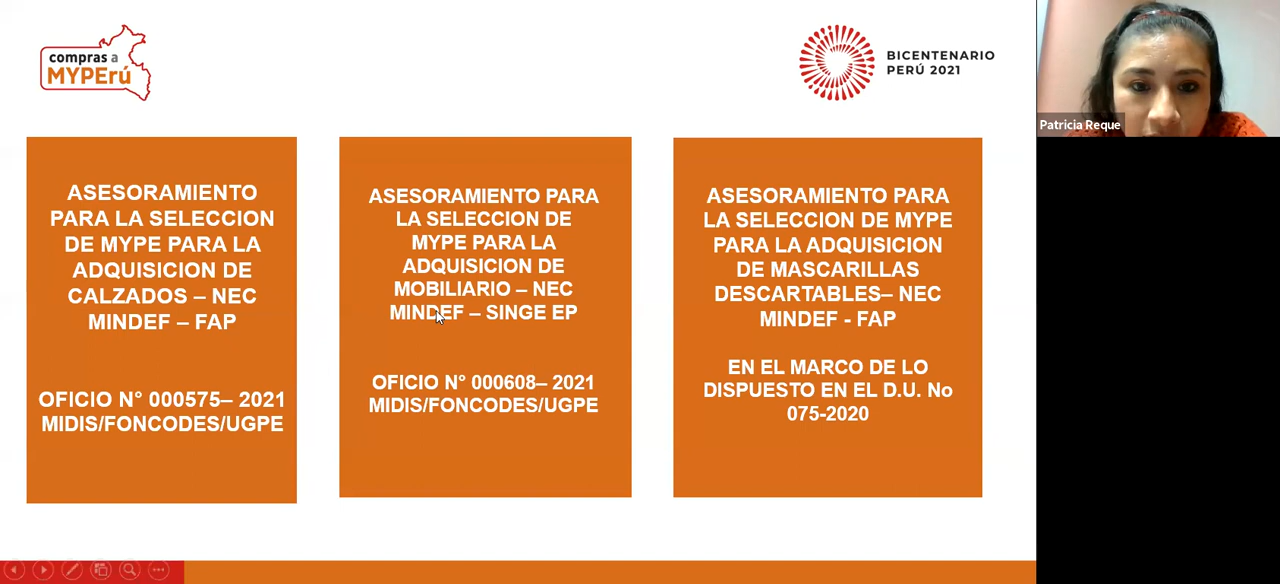 compras a
MYPErú
BICENTENARIO
PERÚ 2021
Patricia Reque
ASESORAMIENTO
PARA LA SELECCION
DE MYPE PARA LA
ADQUISICION DE
CALZADOS – NEC
MINDEF – FAP
OFICIO N° 000575– 2021
MIDIS/FONCODES/UGPE
ASESORAMIENTO PARA
LA SELECCION DE
MYPE PARA LA
ADQUISICION DE
MOBILIARIO – NEC
MINDEF – SINGE EP
OFICIO N° 000608– 2021
MIDIS/FONCODES/UGPE
ASESORAMIENTO PARA
LA SELECCION DE MYPE
PARA LA ADQUISICION
DE MASCARILLAS
DESCARTABLES– NEC
MINDEF - FAP
EN EL MARCO DE LO
DISPUESTO EN EL D.U. No
075-2020